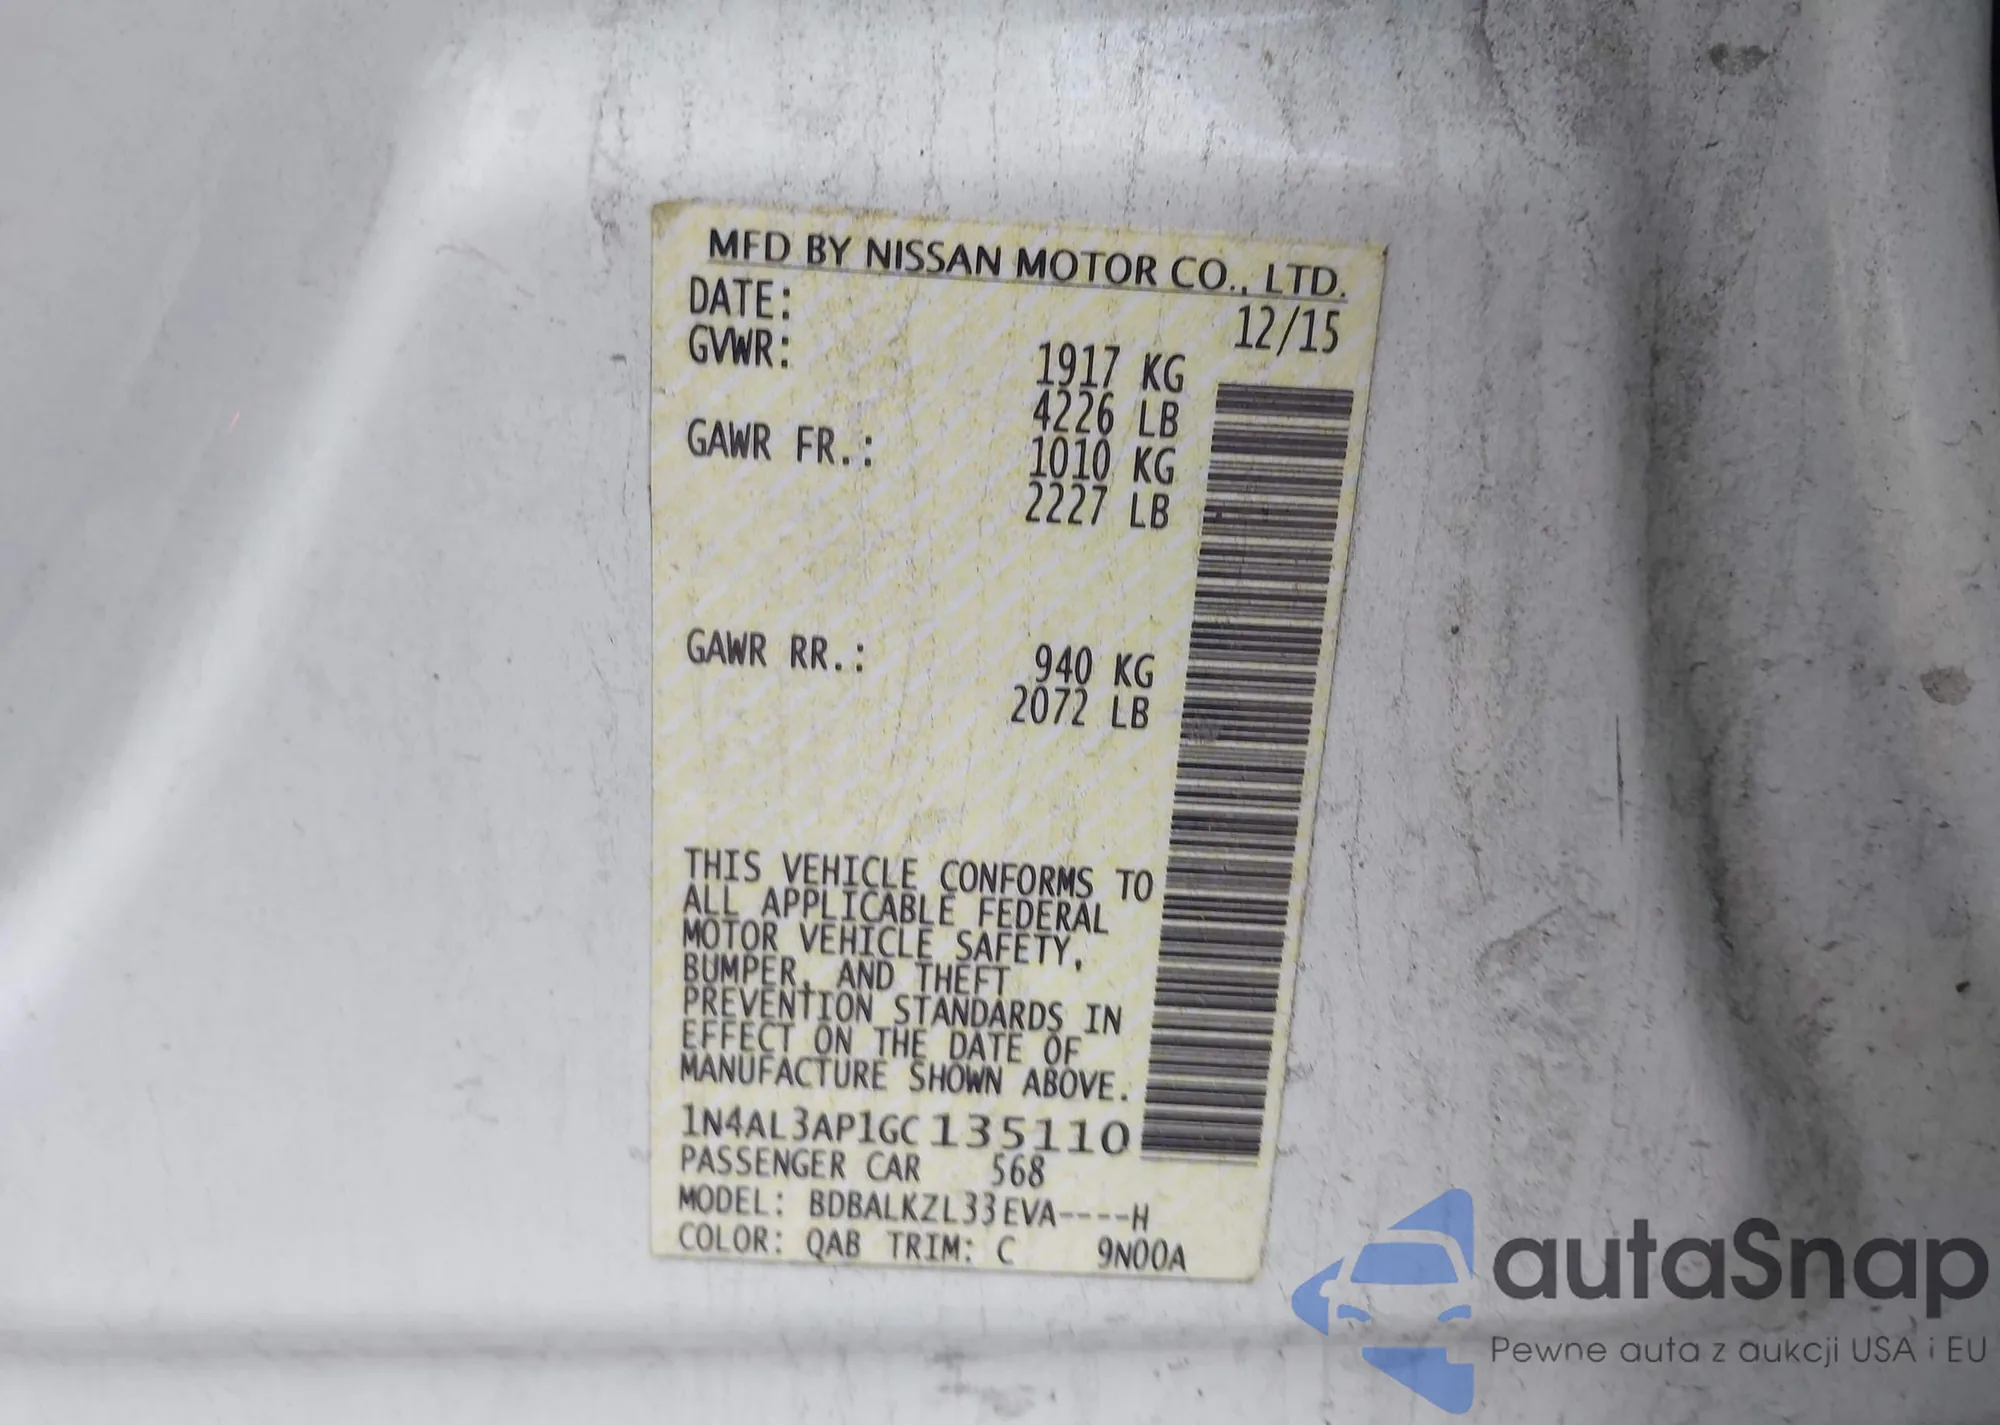 MFD BY NISSAN MOTOR CO., LTD.
DATE: 12/15
GVWR: 1917 KG
4226 LB
GAWR FR.: 1010 KG
2227 LB
GAWR RR.: 940 KG
2072 LB
THIS VEHICLE CONFORMS TO
ALL APPLICABLE FEDERAL
MOTOR VEHICLE SAFETY,
BUMPER, AND THEFT
PREVENTION STANDARDS IN
EFFECT ON THE DATE OF
MANUFACTURE SHOWN ABOVE.
1N4AL3AP1GC135110
PASSENGER CAR 568
MODEL: BDBALKZL33EVA----H
COLOR: QAB TRIM: C 9N00A
autaSnap
Pewne auta z aukcji USA i EU